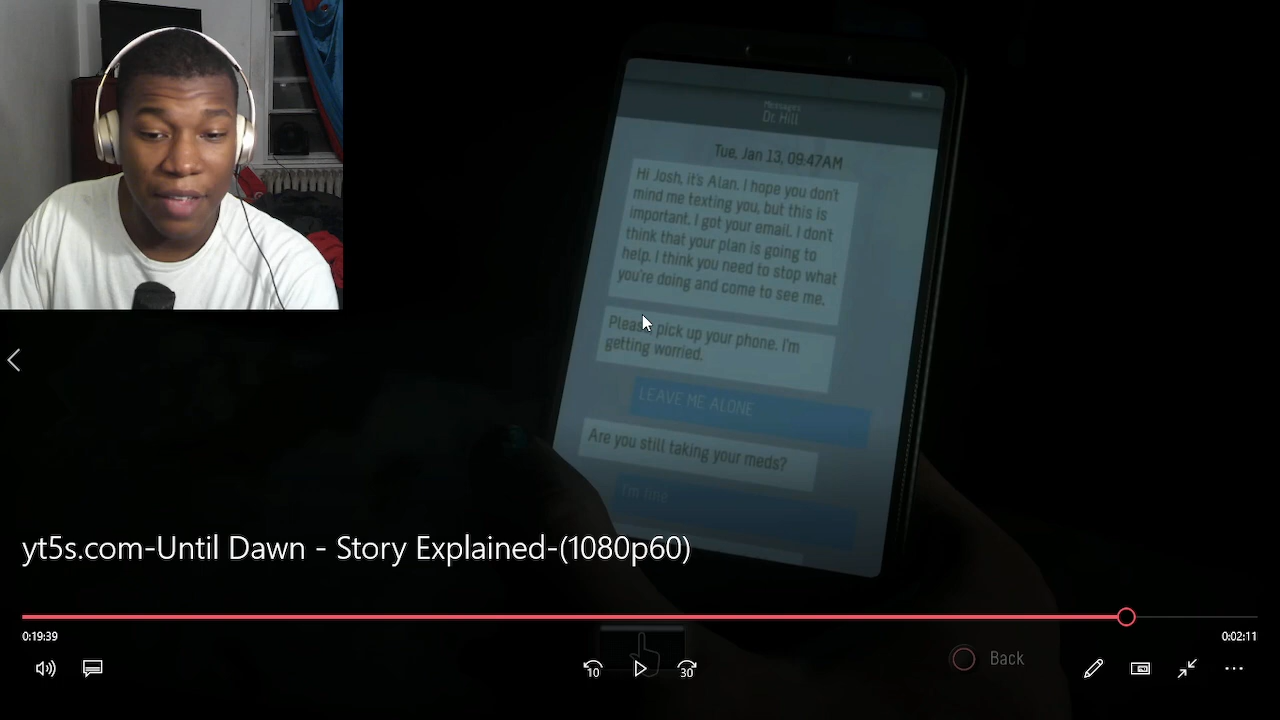 Messages
Dr. Hill
Tue, Jan 13, 09:47AM
Hi Josh, it's Alan. I hope you don't
mind me texting you, but this is
important. I got your email. I don't
think that your plan is going to
help. I think you need to stop what
you're doing and come to see me.
Please pick up your phone. I'm
getting worried.
LEAVE ME ALONE
Are you still taking your meds?
I'm fine
yt5s.com-Until Dawn - Story Explained-(1080p60)
0:19:39
0:02:11
10
30
Back